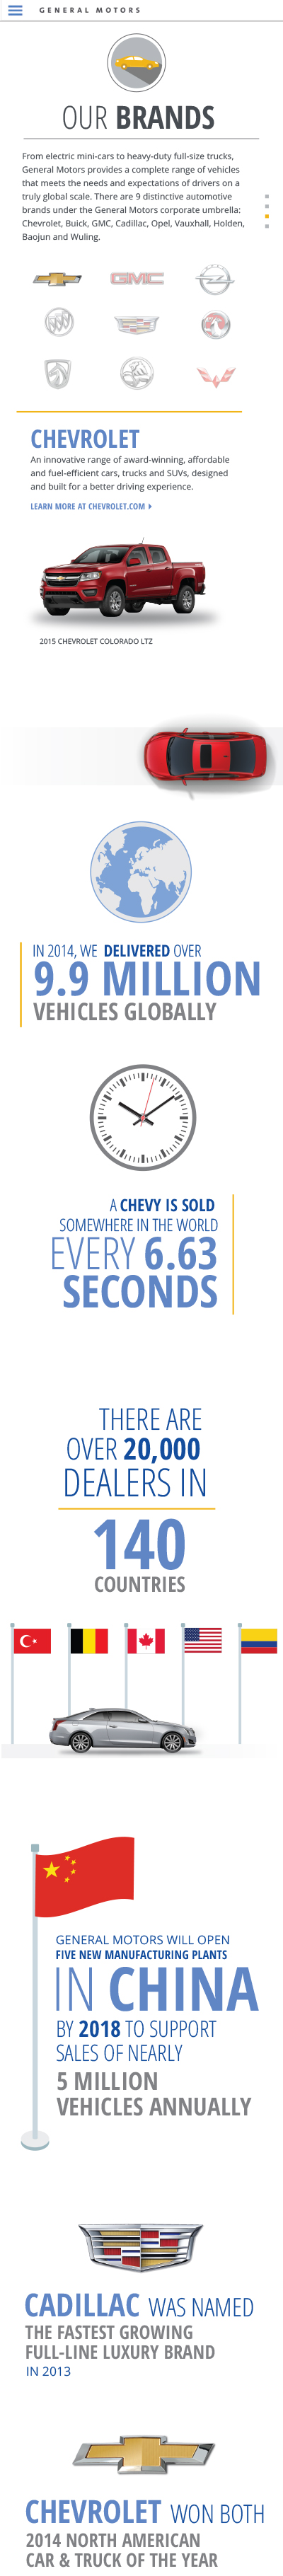 GENERAL MOTORS
OUR BRANDS
From electric mini-cars to heavy-duty full-size trucks,
General Motors provides a complete range of vehicles
that meets the needs and expectations of drivers on a
truly global scale. There are 9 distinctive automotive
brands under the General Motors corporate umbrella:
Chevrolet, Buick, GMC, Cadillac, Opel, Vauxhall, Holden,
Baojun and Wuling.
GMC
CHEVROLET
An innovative range of award-winning, affordable
and fuel-efficient cars, trucks and SUVs, designed
and built for a better driving experience.
LEARN MORE AT CHEVROLET.COM
2015 CHEVROLET COLORADO LTZ
IN 2014, WE DELIVERED OVER
9.9 MILLION
VEHICLES GLOBALLY
A CHEVY IS SOLD
SOMEWHERE IN THE WORLD
EVERY 6.63
SECONDS
THERE ARE
OVER 20,000
DEALERS IN
140
COUNTRIES
GENERAL MOTORS WILL OPEN
FIVE NEW MANUFACTURING PLANTS
IN CHINA
BY 2018 TO SUPPORT
SALES OF NEARLY
5 MILLION
VEHICLES ANNUALLY
CADILLAC WAS NAMED
THE FASTEST GROWING
FULL-LINE LUXURY BRAND
IN 2013
CHEVROLET WON BOTH
2014 NORTH AMERICAN
CAR & TRUCK OF THE YEAR